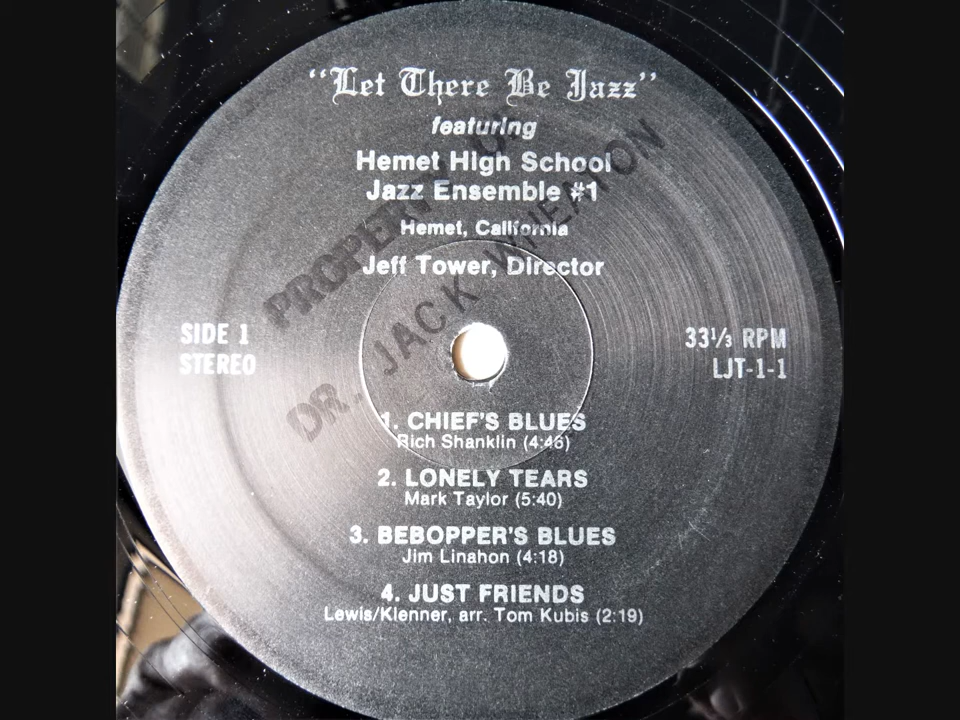 "Let There Be Jazz"
featuring
Hemet High School
Jazz Ensemble #1
Hemet, California
Jeff Tower, Director
PROPERTY OF
DR. JACK WHEATON
SIDE 1
STEREO
33⅓ RPM
LJT-1-1
1. CHIEF'S BLUES
Rich Shanklin (4:46)
2. LONELY TEARS
Mark Taylor (5:40)
3. BEBOPPER'S BLUES
Jim Linahon (4:18)
4. JUST FRIENDS
Lewis/Klenner, arr. Tom Kubis (2:19)